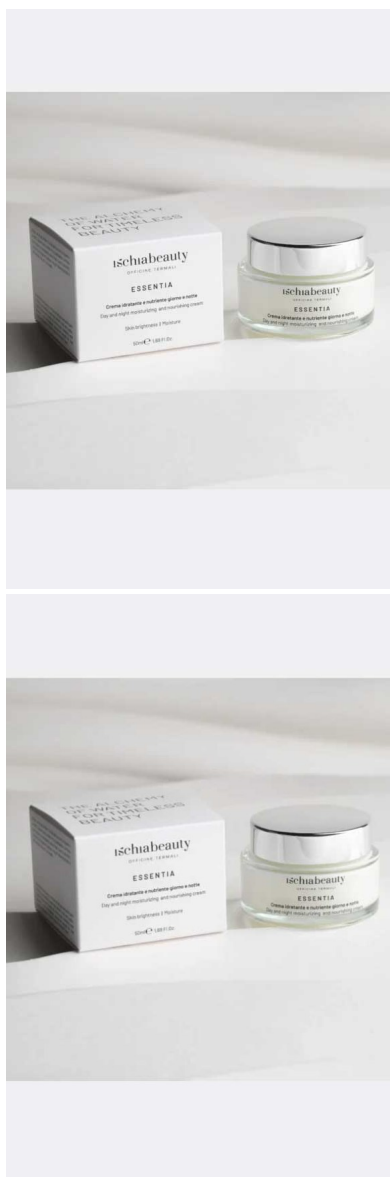 THE ALCHEMY
OF WATER
FOR TIMELESS
BEAUTY
ischiabeauty
OFFICINE TERMALI
ESSENTIA
Crema idratante e nutriente giorno e notte
Day and night moisturizing and nourishing cream
Skin brightness & Moisture
50ml ℮ 1,69 Fl.Oz.
ischiabeauty
OFFICINE TERMALI
ESSENTIA
Crema idratante e nutriente giorno e notte
Day and night moisturizing and nourishing cream
THE ALCHEMY
OF WATER
FOR TIMELESS
BEAUTY
ischiabeauty
OFFICINE TERMALI
ESSENTIA
Crema idratante e nutriente giorno e notte
Day and night moisturizing and nourishing cream
Skin brightness & Moisture
50ml ℮ 1,69 Fl.Oz.
ischiabeauty
OFFICINE TERMALI
ESSENTIA
Crema idratante e nutriente giorno e notte
Day and night moisturizing and nourishing cream